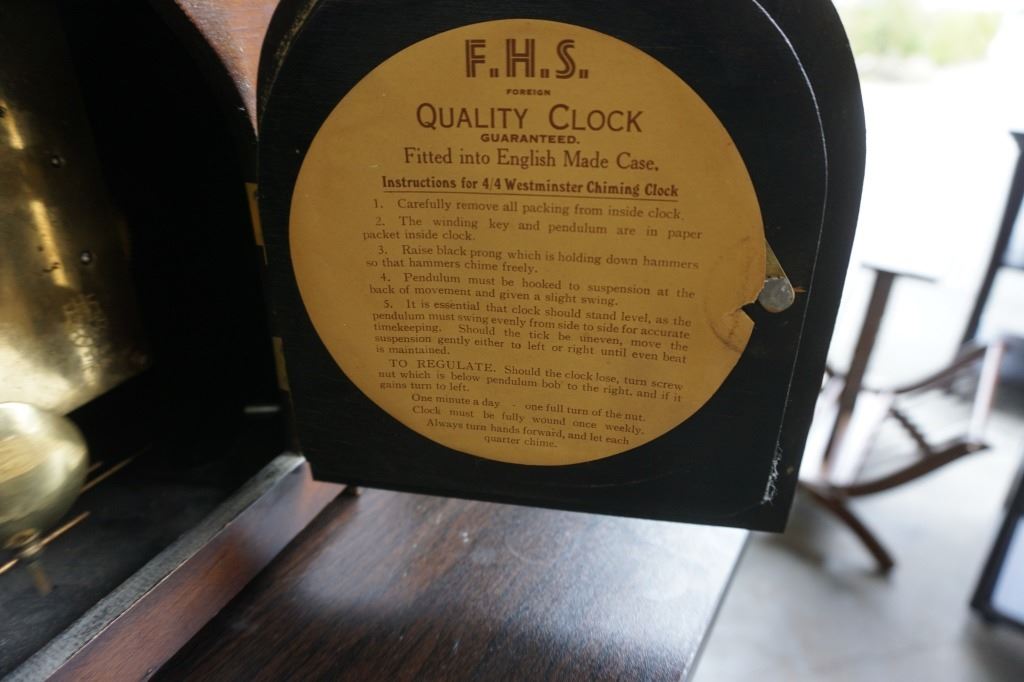 F.H.S.
FOREIGN
QUALITY CLOCK
GUARANTEED.
Fitted into English Made Case.
Instructions for 4/4 Westminster Chiming Clock
1. Carefully remove all packing from inside clock.
2. The winding key and pendulum are in paper
packet inside clock.
3. Raise black prong which is holding down hammers
so that hammers chime freely.
4. Pendulum must be hooked to suspension at the
back of movement and given a slight swing.
5. It is essential that clock should stand level, as the
pendulum must swing evenly from side to side for accurate
timekeeping. Should the tick be uneven, move the
suspension gently either to left or right until even beat
is maintained.
TO REGULATE. Should the clock lose, turn screw
nut which is below pendulum bob to the right, and if it
gains turn to left.
One minute a day - one full turn of the nut.
Clock must be fully wound once weekly.
Always turn hands forward, and let each
quarter chime.